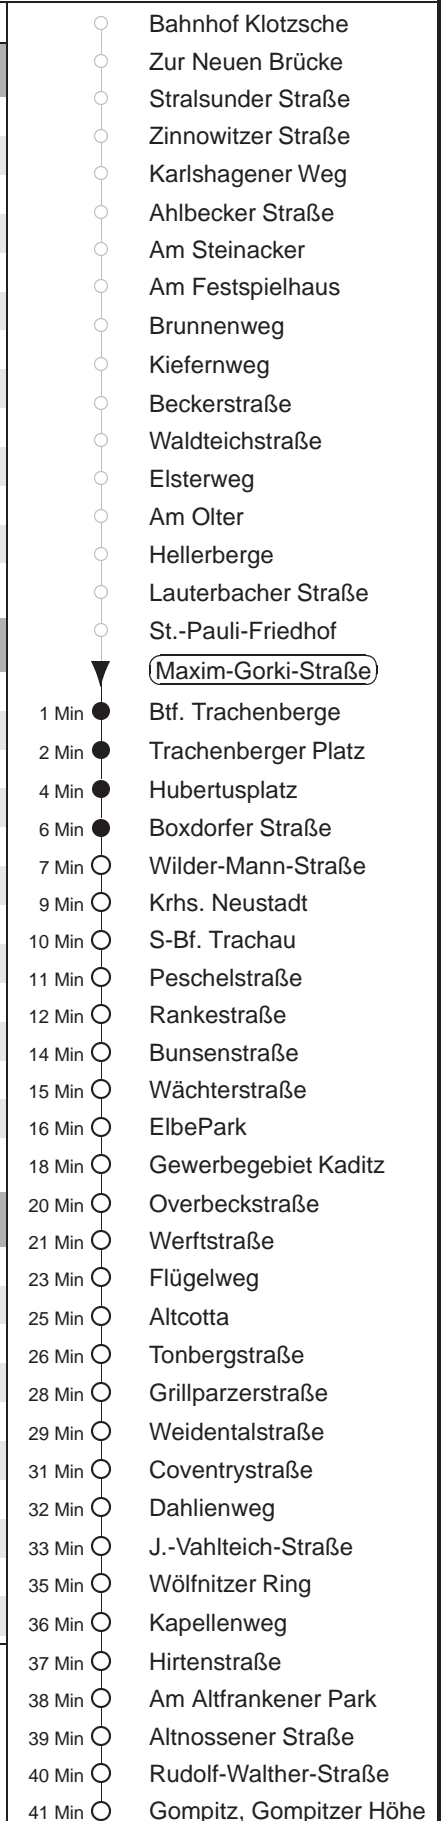 Bahnhof Klotzsche
Zur Neuen Brücke
Stralsunder Straße
Zinnowitzer Straße
Karlshagener Weg
Ahlbecker Straße
Am Steinacker
Am Festspielhaus
Brunnenweg
Kiefernweg
Beckerstraße
Waldteichstraße
Elsterweg
Am Olter
Hellerberge
Lauterbacher Straße
St.-Pauli-Friedhof
Maxim-Gorki-Straße
1 Min Btf. Trachenberge
2 Min Trachenberger Platz
4 Min Hubertusplatz
6 Min Boxdorfer Straße
7 Min Wilder-Mann-Straße
9 Min Krhs. Neustadt
10 Min S-Bf. Trachau
11 Min Peschelstraße
12 Min Rankestraße
14 Min Bunsenstraße
15 Min Wächterstraße
16 Min ElbePark
18 Min Gewerbegebiet Kaditz
20 Min Overbeckstraße
21 Min Werftstraße
23 Min Flügelweg
25 Min Altcotta
26 Min Tonbergstraße
28 Min Grillparzerstraße
29 Min Weidentalstraße
31 Min Coventrystraße
32 Min Dahlienweg
33 Min J.-Vahlteich-Straße
35 Min Wölfnitzer Ring
36 Min Kapellenweg
37 Min Hirtenstraße
38 Min Am Altfrankener Park
39 Min Altnossener Straße
40 Min Rudolf-Walther-Straße
41 Min Gompitz, Gompitzer Höhe